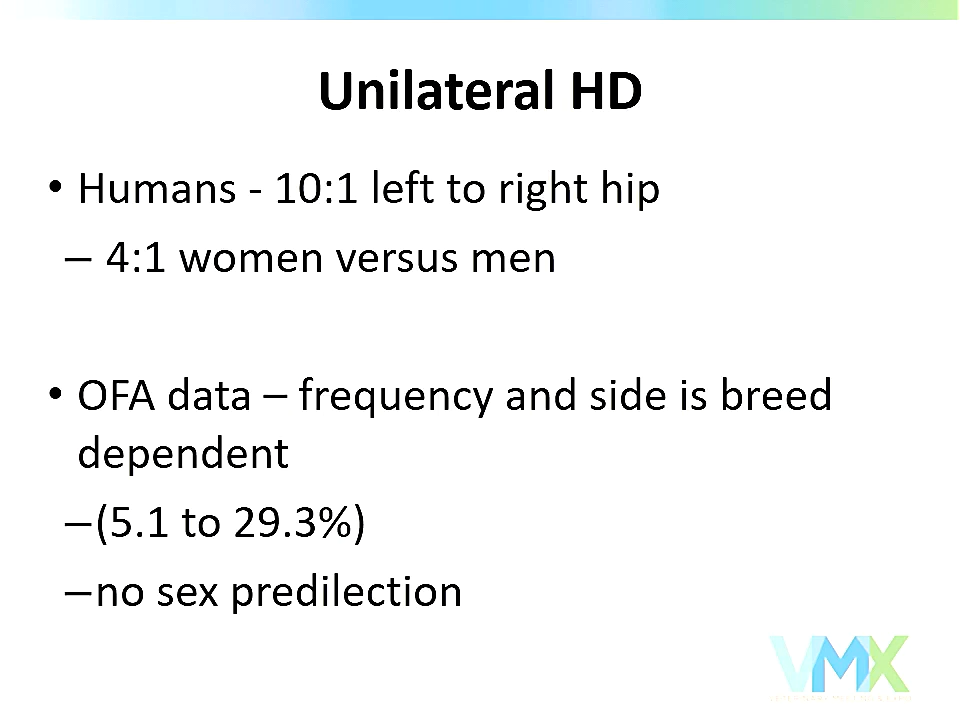 Unilateral HD
• Humans - 10:1 left to right hip
– 4:1 women versus men
• OFA data – frequency and side is breed
dependent
–(5.1 to 29.3%)
–no sex predilection
VMX